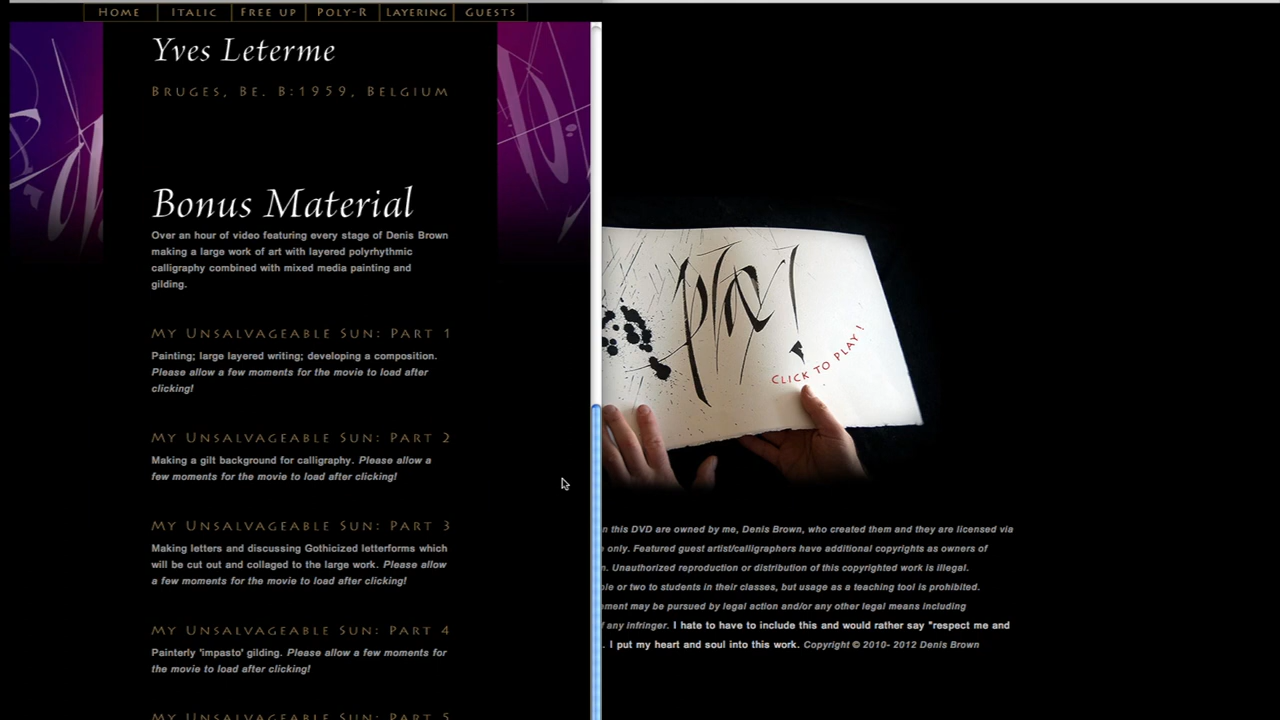 Home Italic Free up Poly-R Layering Guests
Yves Leterme
Bruges, Be. B:1959, Belgium
Bonus Material
Over an hour of video featuring every stage of Denis Brown
making a large work of art with layered polyrhythmic
calligraphy combined with mixed media painting and
gilding.
My Unsalvageable Sun: Part 1
Painting; large layered writing; developing a composition.
Please allow a few moments for the movie to load after
clicking!
My Unsalvageable Sun: Part 2
Making a gilt background for calligraphy. Please allow a
few moments for the movie to load after clicking!
My Unsalvageable Sun: Part 3
Making letters and discussing Gothicized letterforms which
will be cut out and collaged to the large work. Please allow
a few moments for the movie to load after clicking!
My Unsalvageable Sun: Part 4
Painterly 'impasto' gilding. Please allow a few moments for
the movie to load after clicking!
My Unsalvageable Sun: Part 5
play!
Click to play !
this DVD are owned by me, Denis Brown, who created them and they are licensed via
only. Featured guest artist/calligraphers have additional copyrights as owners of
Unauthorized reproduction or distribution of this copyrighted work is illegal.
or two to students in their classes, but usage as a teaching tool is prohibited.
may be pursued by legal action and/or any other legal means including
any infringer. I hate to have to include this and would rather say "respect me and
. I put my heart and soul into this work. Copyright © 2010- 2012 Denis Brown